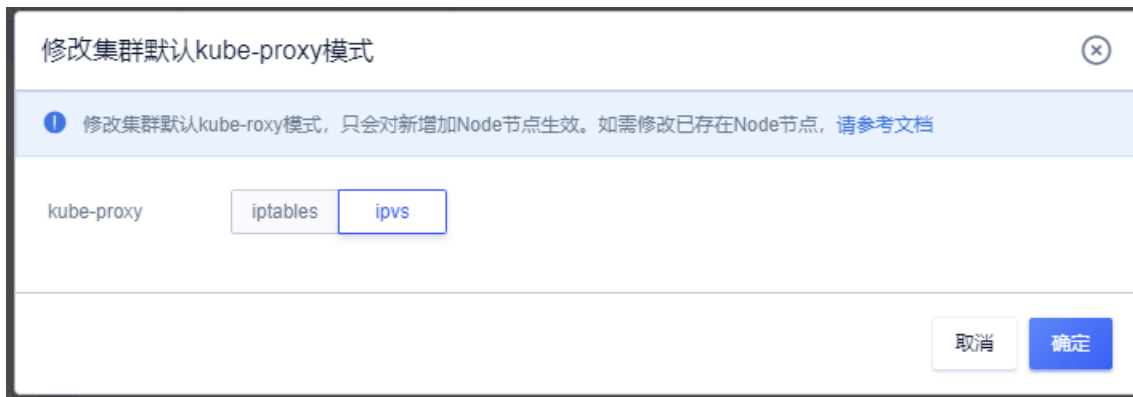 修改集群默认kube-proxy模式
修改集群默认kube-roxy模式，只会对新增加Node节点生效。如需修改已存在Node节点，请参考文档
kube-proxy iptables ipvs
取消 确定